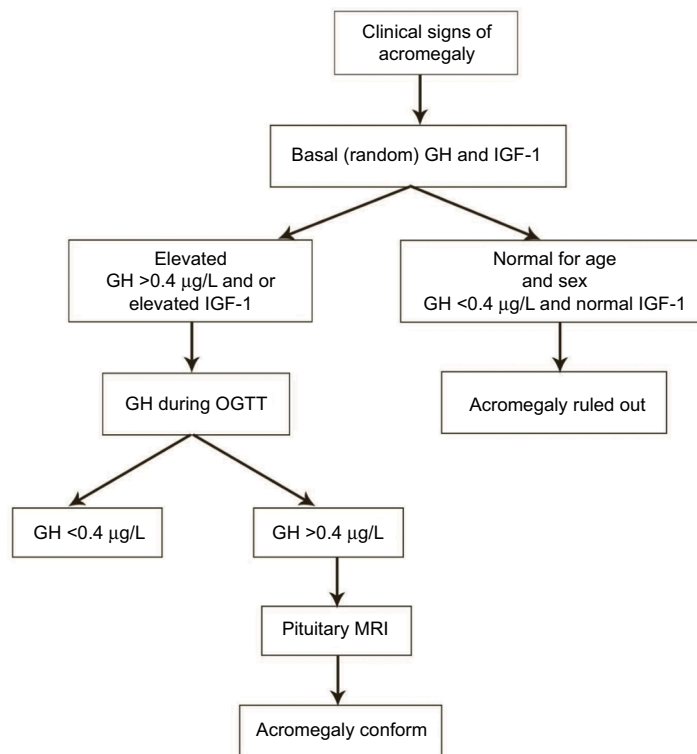 Clinical signs of
acromegaly
Basal (random) GH and IGF-1
Elevated
GH >0.4 μg/L and or
elevated IGF-1
Normal for age
and sex
GH <0.4 μg/L and normal IGF-1
GH during OGTT
Acromegaly ruled out
GH <0.4 μg/L
GH >0.4 μg/L
Pituitary MRI
Acromegaly conform